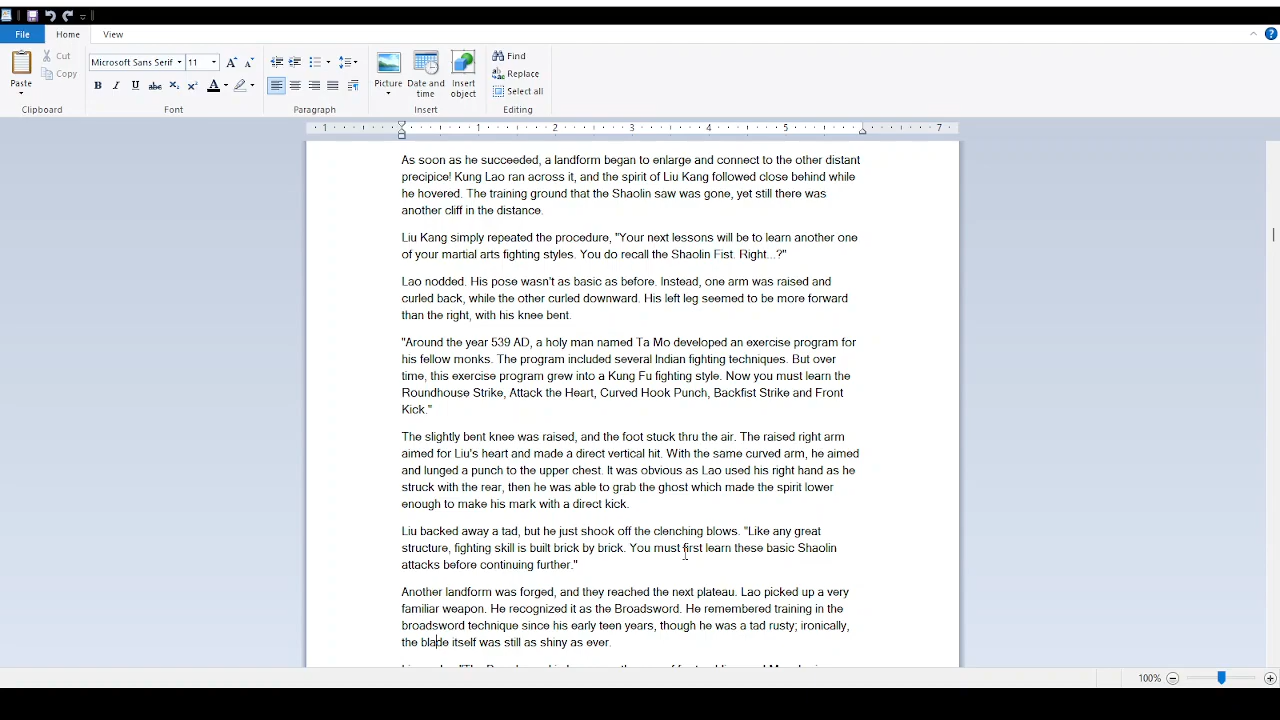 File Home View
Paste
Cut
Copy
Clipboard
Microsoft Sans Serif 11
B I U abc X₂ X² A
Font
Paragraph
Picture
Date and time
Insert object
Insert
Find
Replace
Select all
Editing
1 1 2 3 4 5 7
As soon as he succeeded, a landform began to enlarge and connect to the other distant
precipice! Kung Lao ran across it, and the spirit of Liu Kang followed close behind while
he hovered. The training ground that the Shaolin saw was gone, yet still there was
another cliff in the distance.
Liu Kang simply repeated the procedure, "Your next lessons will be to learn another one
of your martial arts fighting styles. You do recall the Shaolin Fist. Right...?"
Lao nodded. His pose wasn't as basic as before. Instead, one arm was raised and
curled back, while the other curled downward. His left leg seemed to be more forward
than the right, with his knee bent.
"Around the year 539 AD, a holy man named Ta Mo developed an exercise program for
his fellow monks. The program included several Indian fighting techniques. But over
time, this exercise program grew into a Kung Fu fighting style. Now you must learn the
Roundhouse Strike, Attack the Heart, Curved Hook Punch, Backfist Strike and Front
Kick."
The slightly bent knee was raised, and the foot stuck thru the air. The raised right arm
aimed for Liu's heart and made a direct vertical hit. With the same curved arm, he aimed
and lunged a punch to the upper chest. It was obvious as Lao used his right hand as he
struck with the rear, then he was able to grab the ghost which made the spirit lower
enough to make his mark with a direct kick.
Liu backed away a tad, but he just shook off the clenching blows. "Like any great
structure, fighting skill is built brick by brick. You must first learn these basic Shaolin
attacks before continuing further."
Another landform was forged, and they reached the next plateau. Lao picked up a very
familiar weapon. He recognized it as the Broadsword. He remembered training in the
broadsword technique since his early teen years, though he was a tad rusty; ironically,
the blade itself was still as shiny as ever.
100%